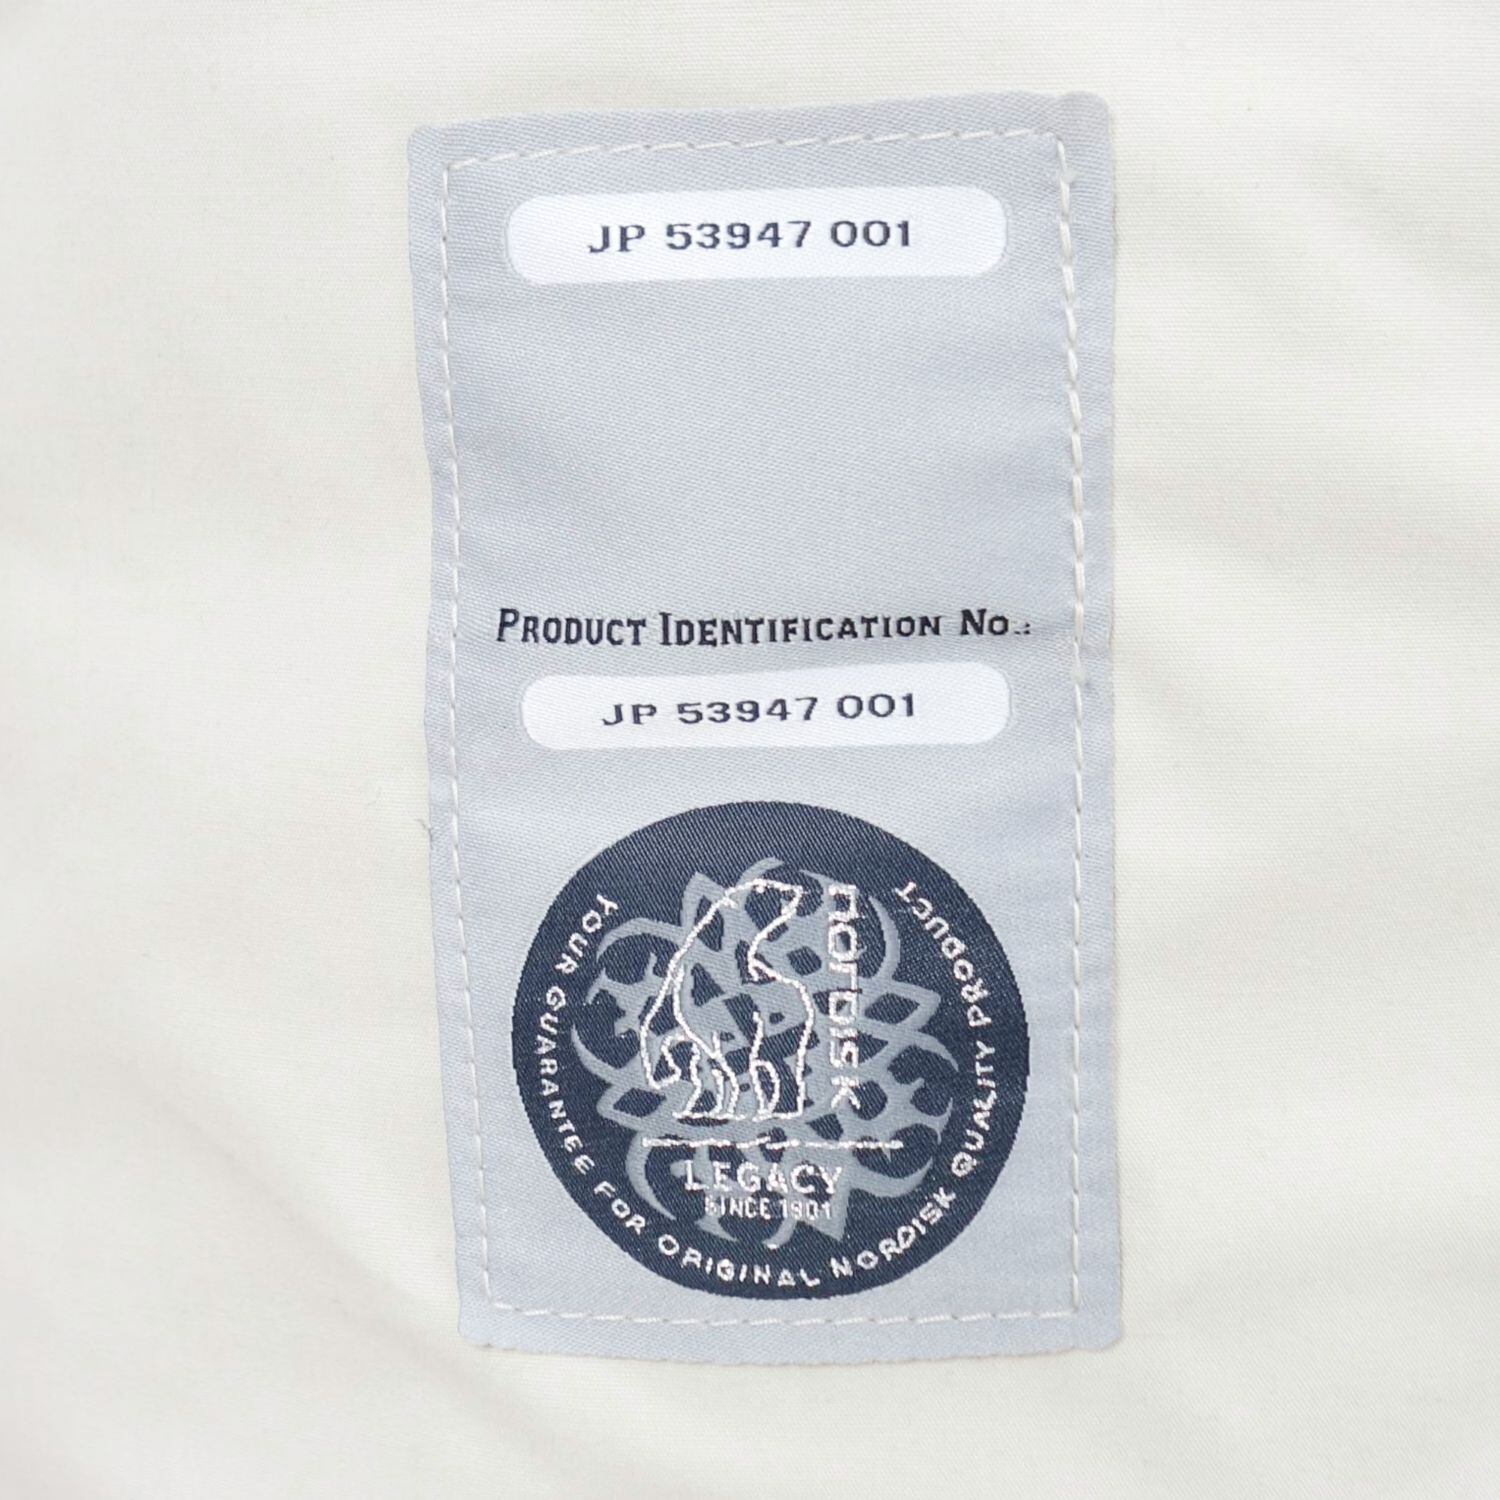 JP 53947 001
PRODUCT IDENTIFICATION NO.:
JP 53947 001
YOUR GUARANTEE FOR ORIGINAL NORDISK QUALITY PRODUCT
nordisk
LEGACY
SINCE 1901